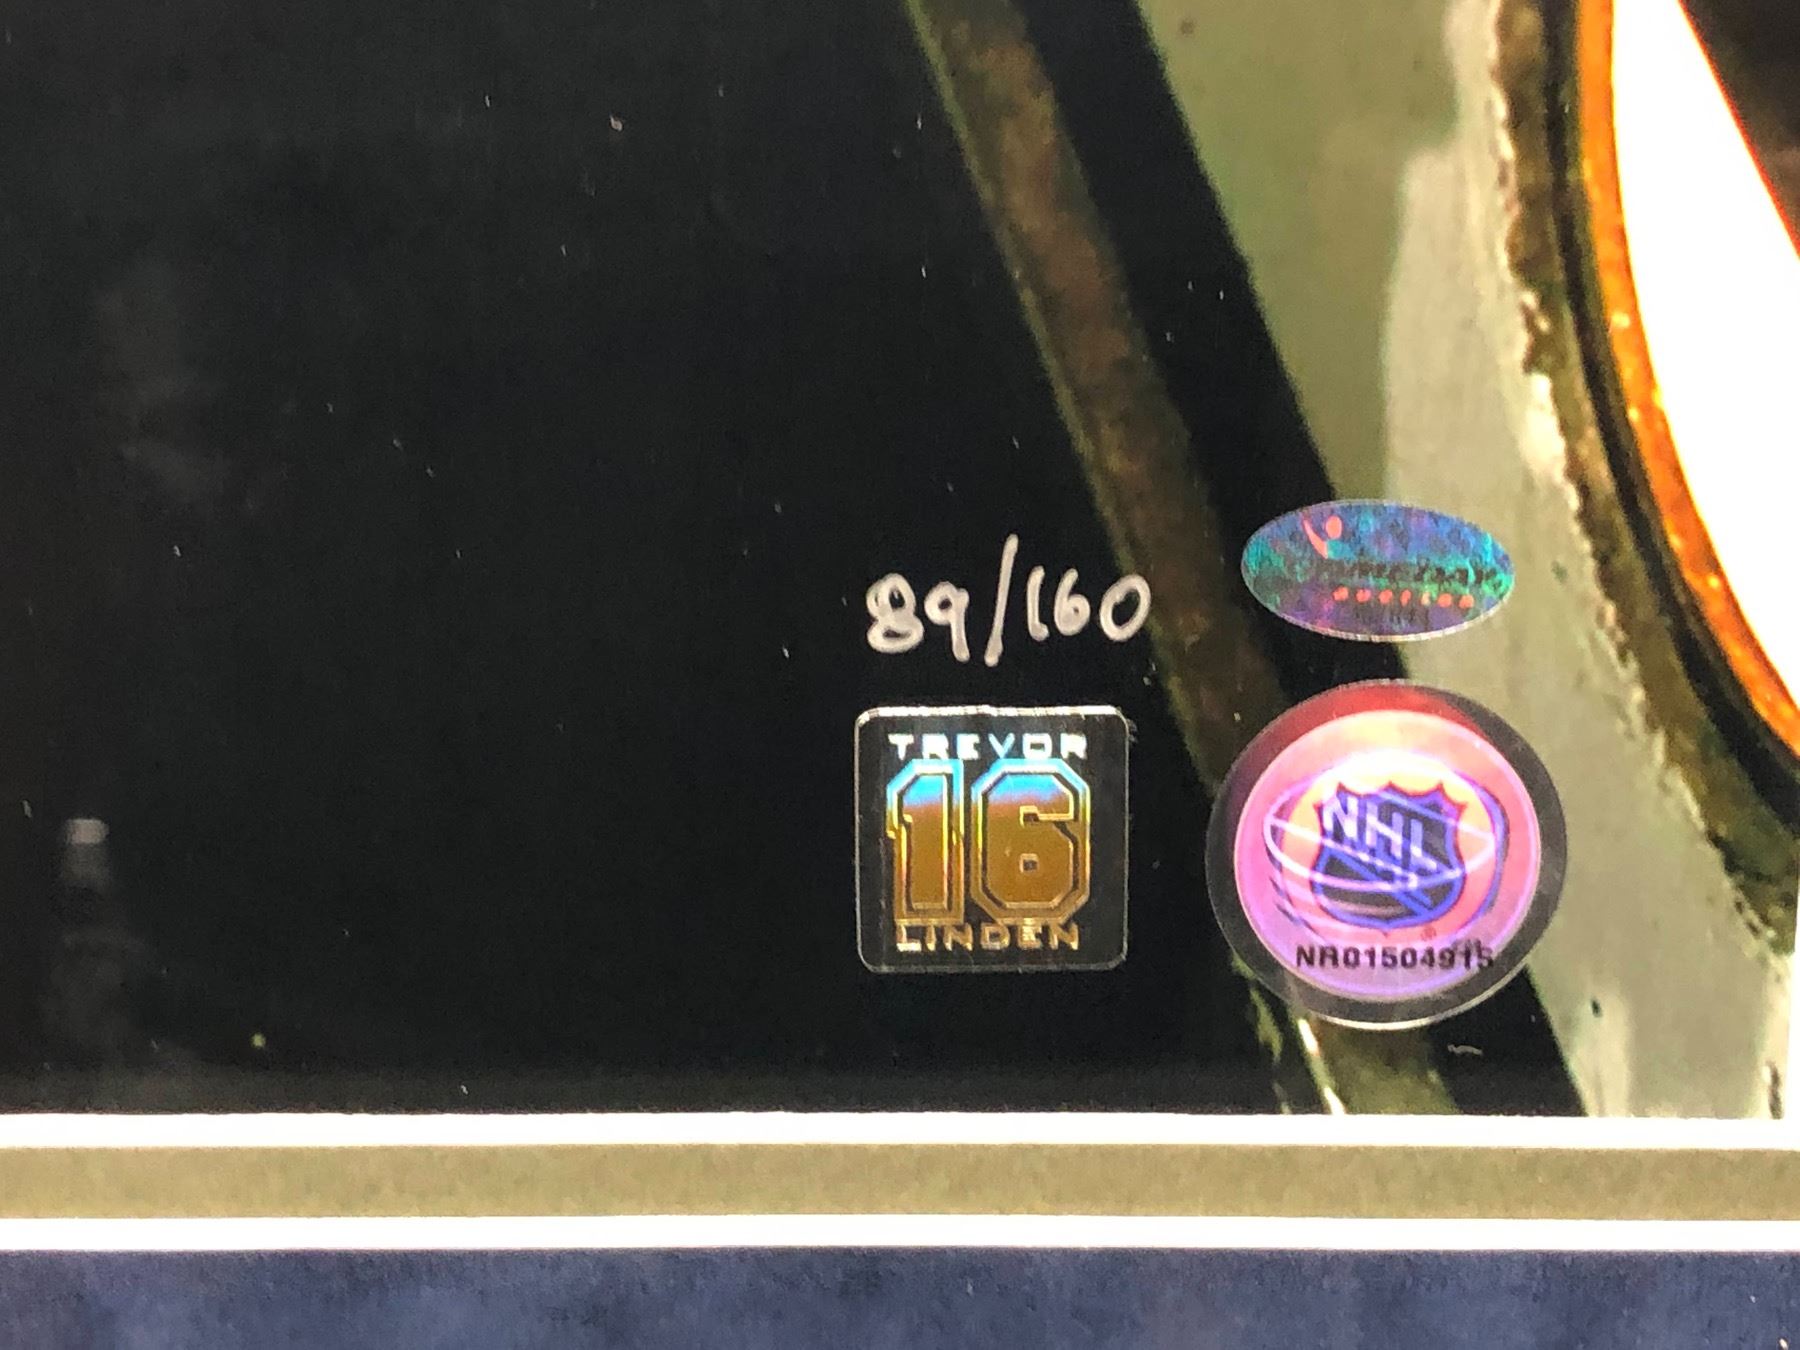 89/160
TREVOR
16
LINDEN
NHL
NR01504915